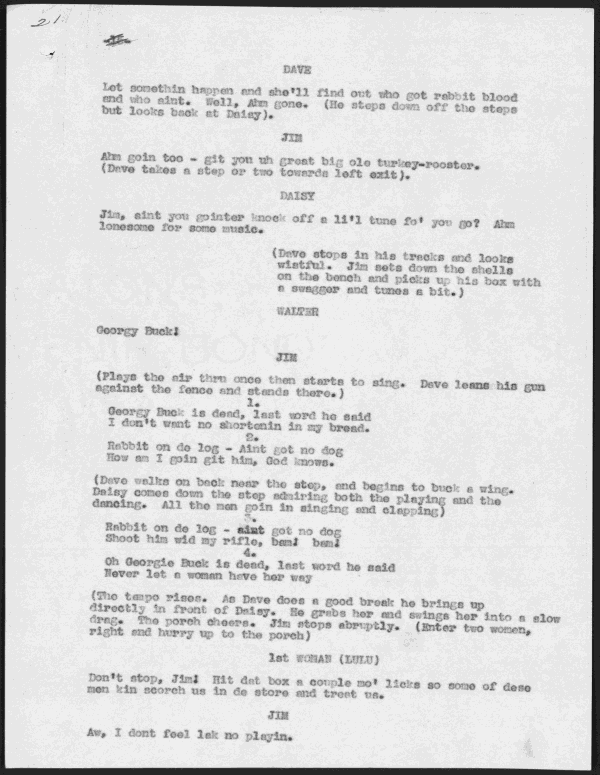 21
DAVE
Let somethin happen and she'll find out who got rabbit blood
and who aint. Well, Ahm gone. (He steps down off the steps
but looks back at Daisy).
JIM
Ahm goin too - git you uh great big ole turkey-rooster.
(Dave takes a step or two towards left exit).
DAISY
Jim, aint you gointer knock off a li'l tune fo' you go? Ahm
lonesome for some music.
(Dave stops in his tracks and looks
wistful. Jim sets down the shells
on the bench and picks up his box with
a swagger and tunes a bit.)
WALTER
Georgy Buck!
JIM
(Plays the air thru once then starts to sing. Dave leans his gun
against the fence and stands there.)
1.
Georgy Buck is dead, last word he said
I don't want no shortenin in my bread.
2.
Rabbit on de log - Aint got no dog
How am I goin git him, God knows.
(Dave walks on back near the step, and begins to buck a wing.
Daisy comes down the step admiring both the playing and the
dancing. All the men goin in singing and clapping)
3.
Rabbit on de log - aint got no dog
Shoot him wid my rifle, bam! bam!
4.
Oh Georgie Buck is dead, last word he said
Never let a woman have her way
(The tempo rises. As Dave does a good break he brings up
directly in front of Daisy. He grabs her and swings her into a slow
drag. The porch cheers. Jim stops abruptly. (Enter two women,
right and hurry up to the porch)
1st WOMAN (LULU)
Don't stop, Jim! Hit dat box a couple mo' licks so some of dese
men kin scorch us in de store and treat us.
JIM
Aw, I dont feel lak no playin.